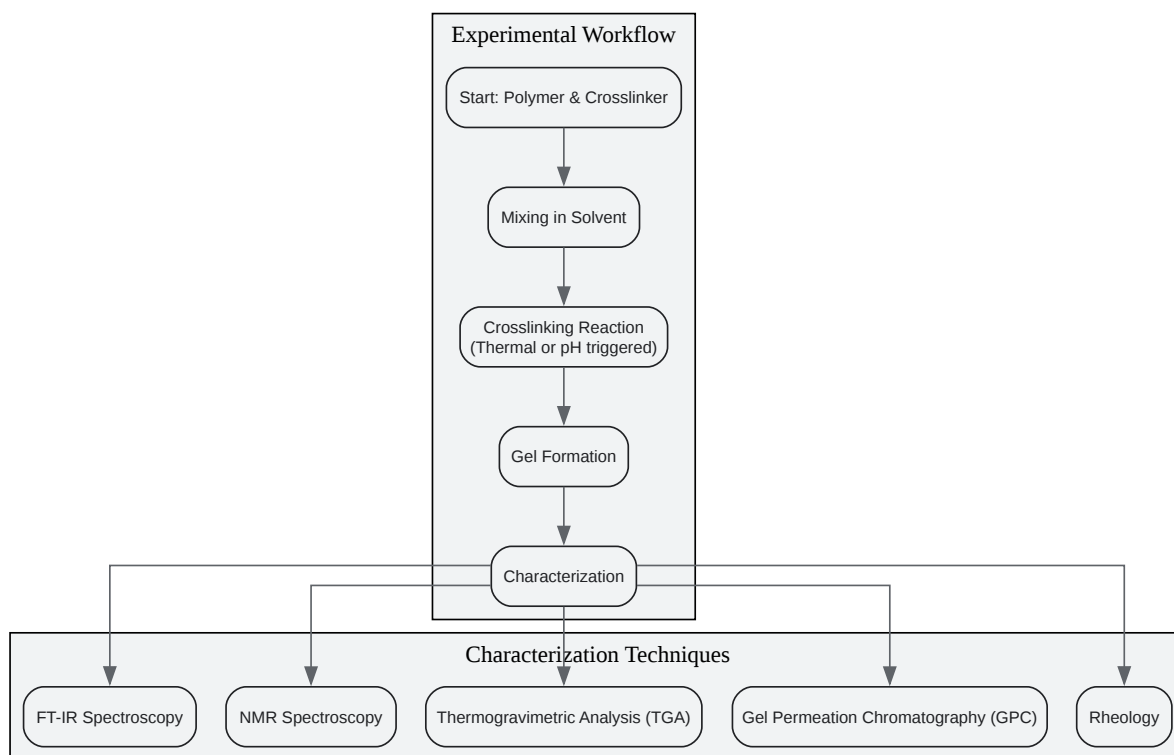 Experimental Workflow
Start: Polymer & Crosslinker
Mixing in Solvent
Crosslinking Reaction
(Thermal or pH triggered)
Gel Formation
Characterization
Characterization Techniques
FT-IR Spectroscopy
NMR Spectroscopy
Thermogravimetric Analysis (TGA)
Gel Permeation Chromatography (GPC)
Rheology